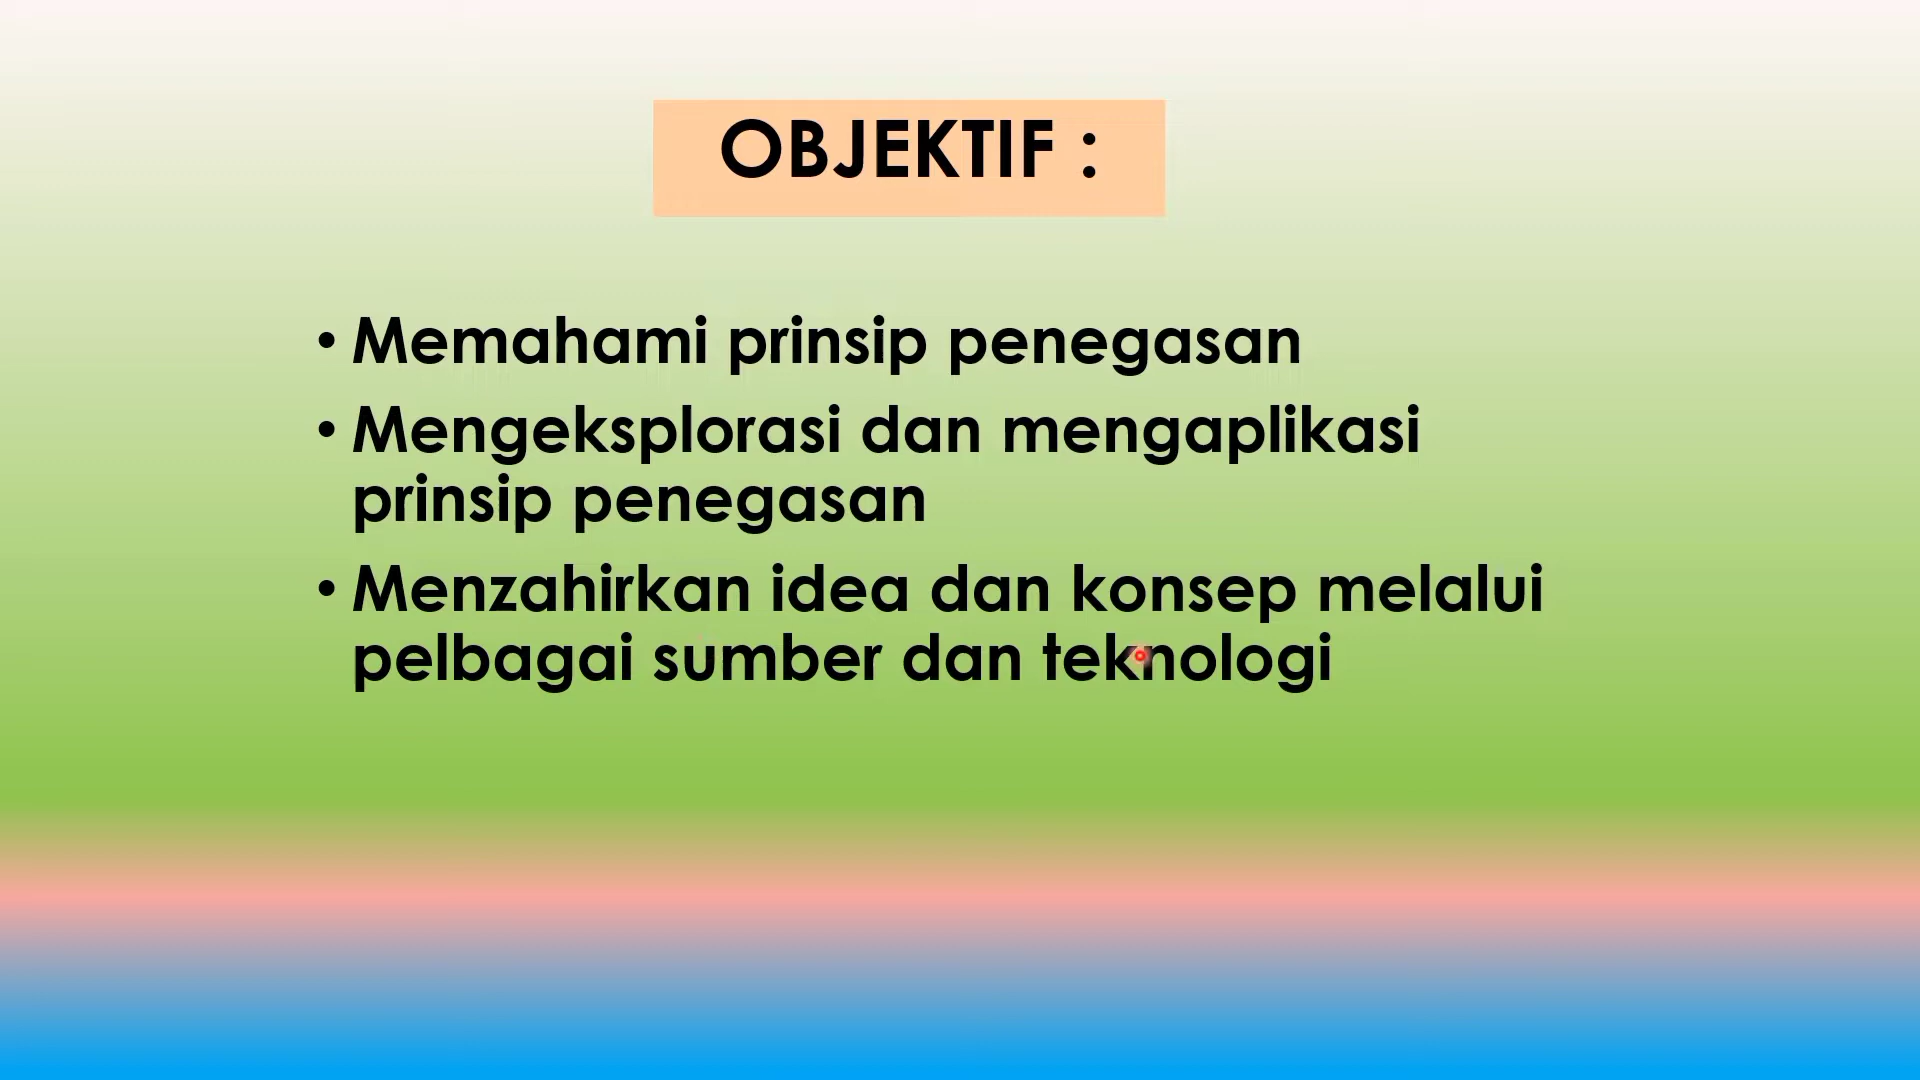 OBJEKTIF :
• Memahami prinsip penegasan
• Mengeksplorasi dan mengaplikasi
prinsip penegasan
• Menzahirkan idea dan konsep melalui
pelbagai sumber dan teknologi